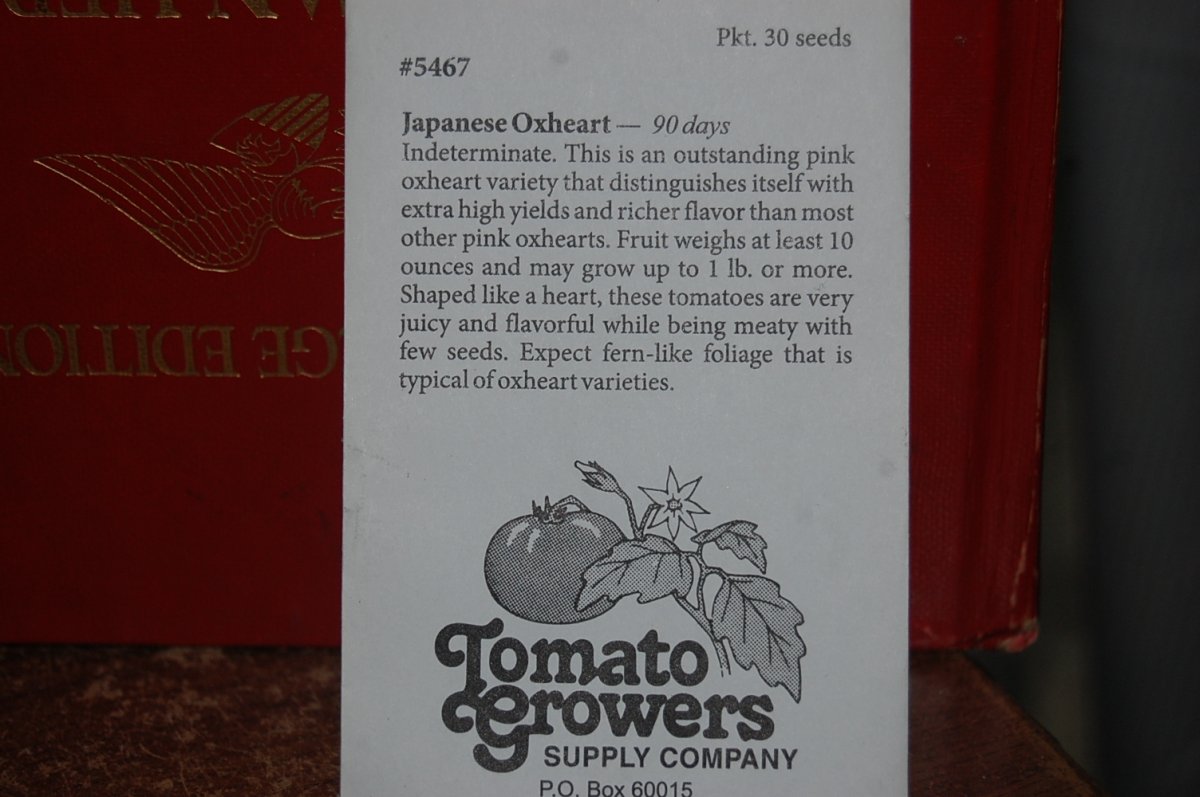 Pkt. 30 seeds
#5467
Japanese Oxheart — 90 days
Indeterminate. This is an outstanding pink
oxheart variety that distinguishes itself with
extra high yields and richer flavor than most
other pink oxhearts. Fruit weighs at least 10
ounces and may grow up to 1 lb. or more.
Shaped like a heart, these tomatoes are very
juicy and flavorful while being meaty with
few seeds. Expect fern-like foliage that is
typical of oxheart varieties.
Tomato
Growers
SUPPLY COMPANY
P.O. Box 60015
GE EDITION